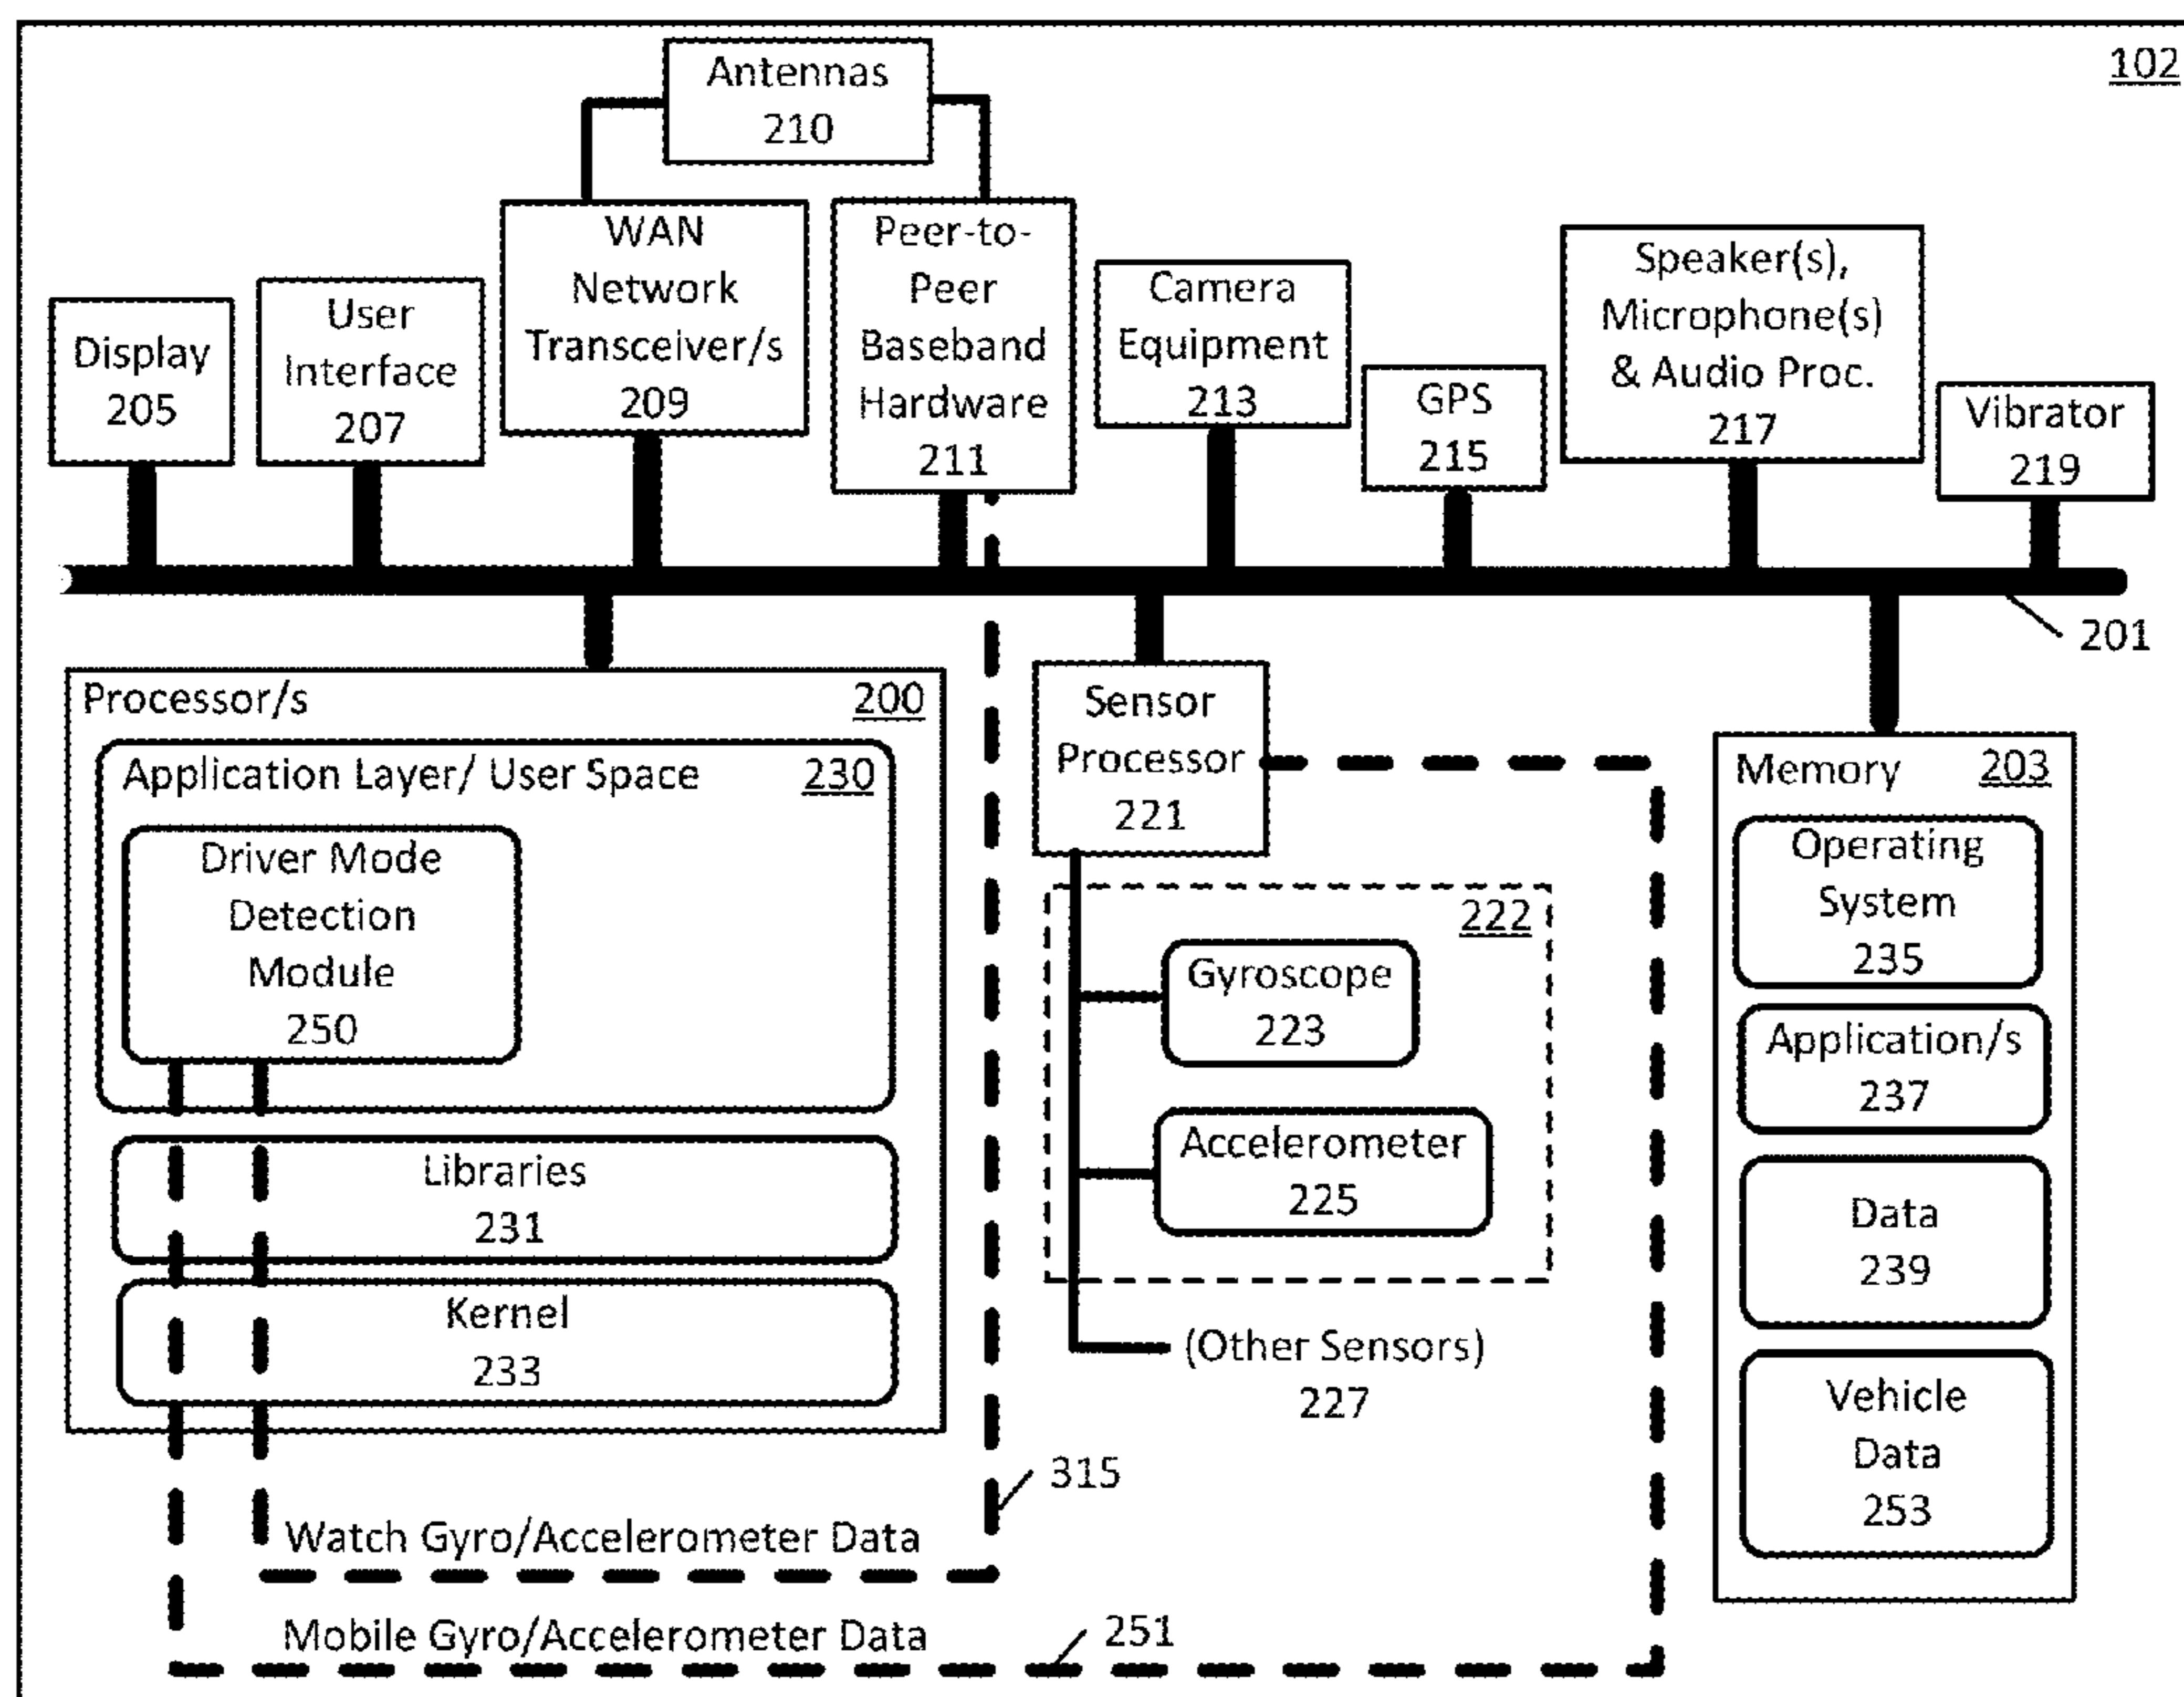 102
Antennas
210
Display
205
User
Interface
207
WAN
Network
Transceiver/s
209
Peer-to-
Peer
Baseband
Hardware
211
Camera
Equipment
213
GPS
215
Speaker(s),
Microphone(s)
& Audio Proc.
217
Vibrator
219
201
Processor/s 200
Application Layer/ User Space 230
Driver Mode
Detection
Module
250
Libraries
231
Kernel
233
Sensor
Processor
221
222
Gyroscope
223
Accelerometer
225
(Other Sensors)
227
Memory 203
Operating
System
235
Application/s
237
Data
239
Vehicle
Data
253
315
Watch Gyro/Accelerometer Data
Mobile Gyro/Accelerometer Data
251